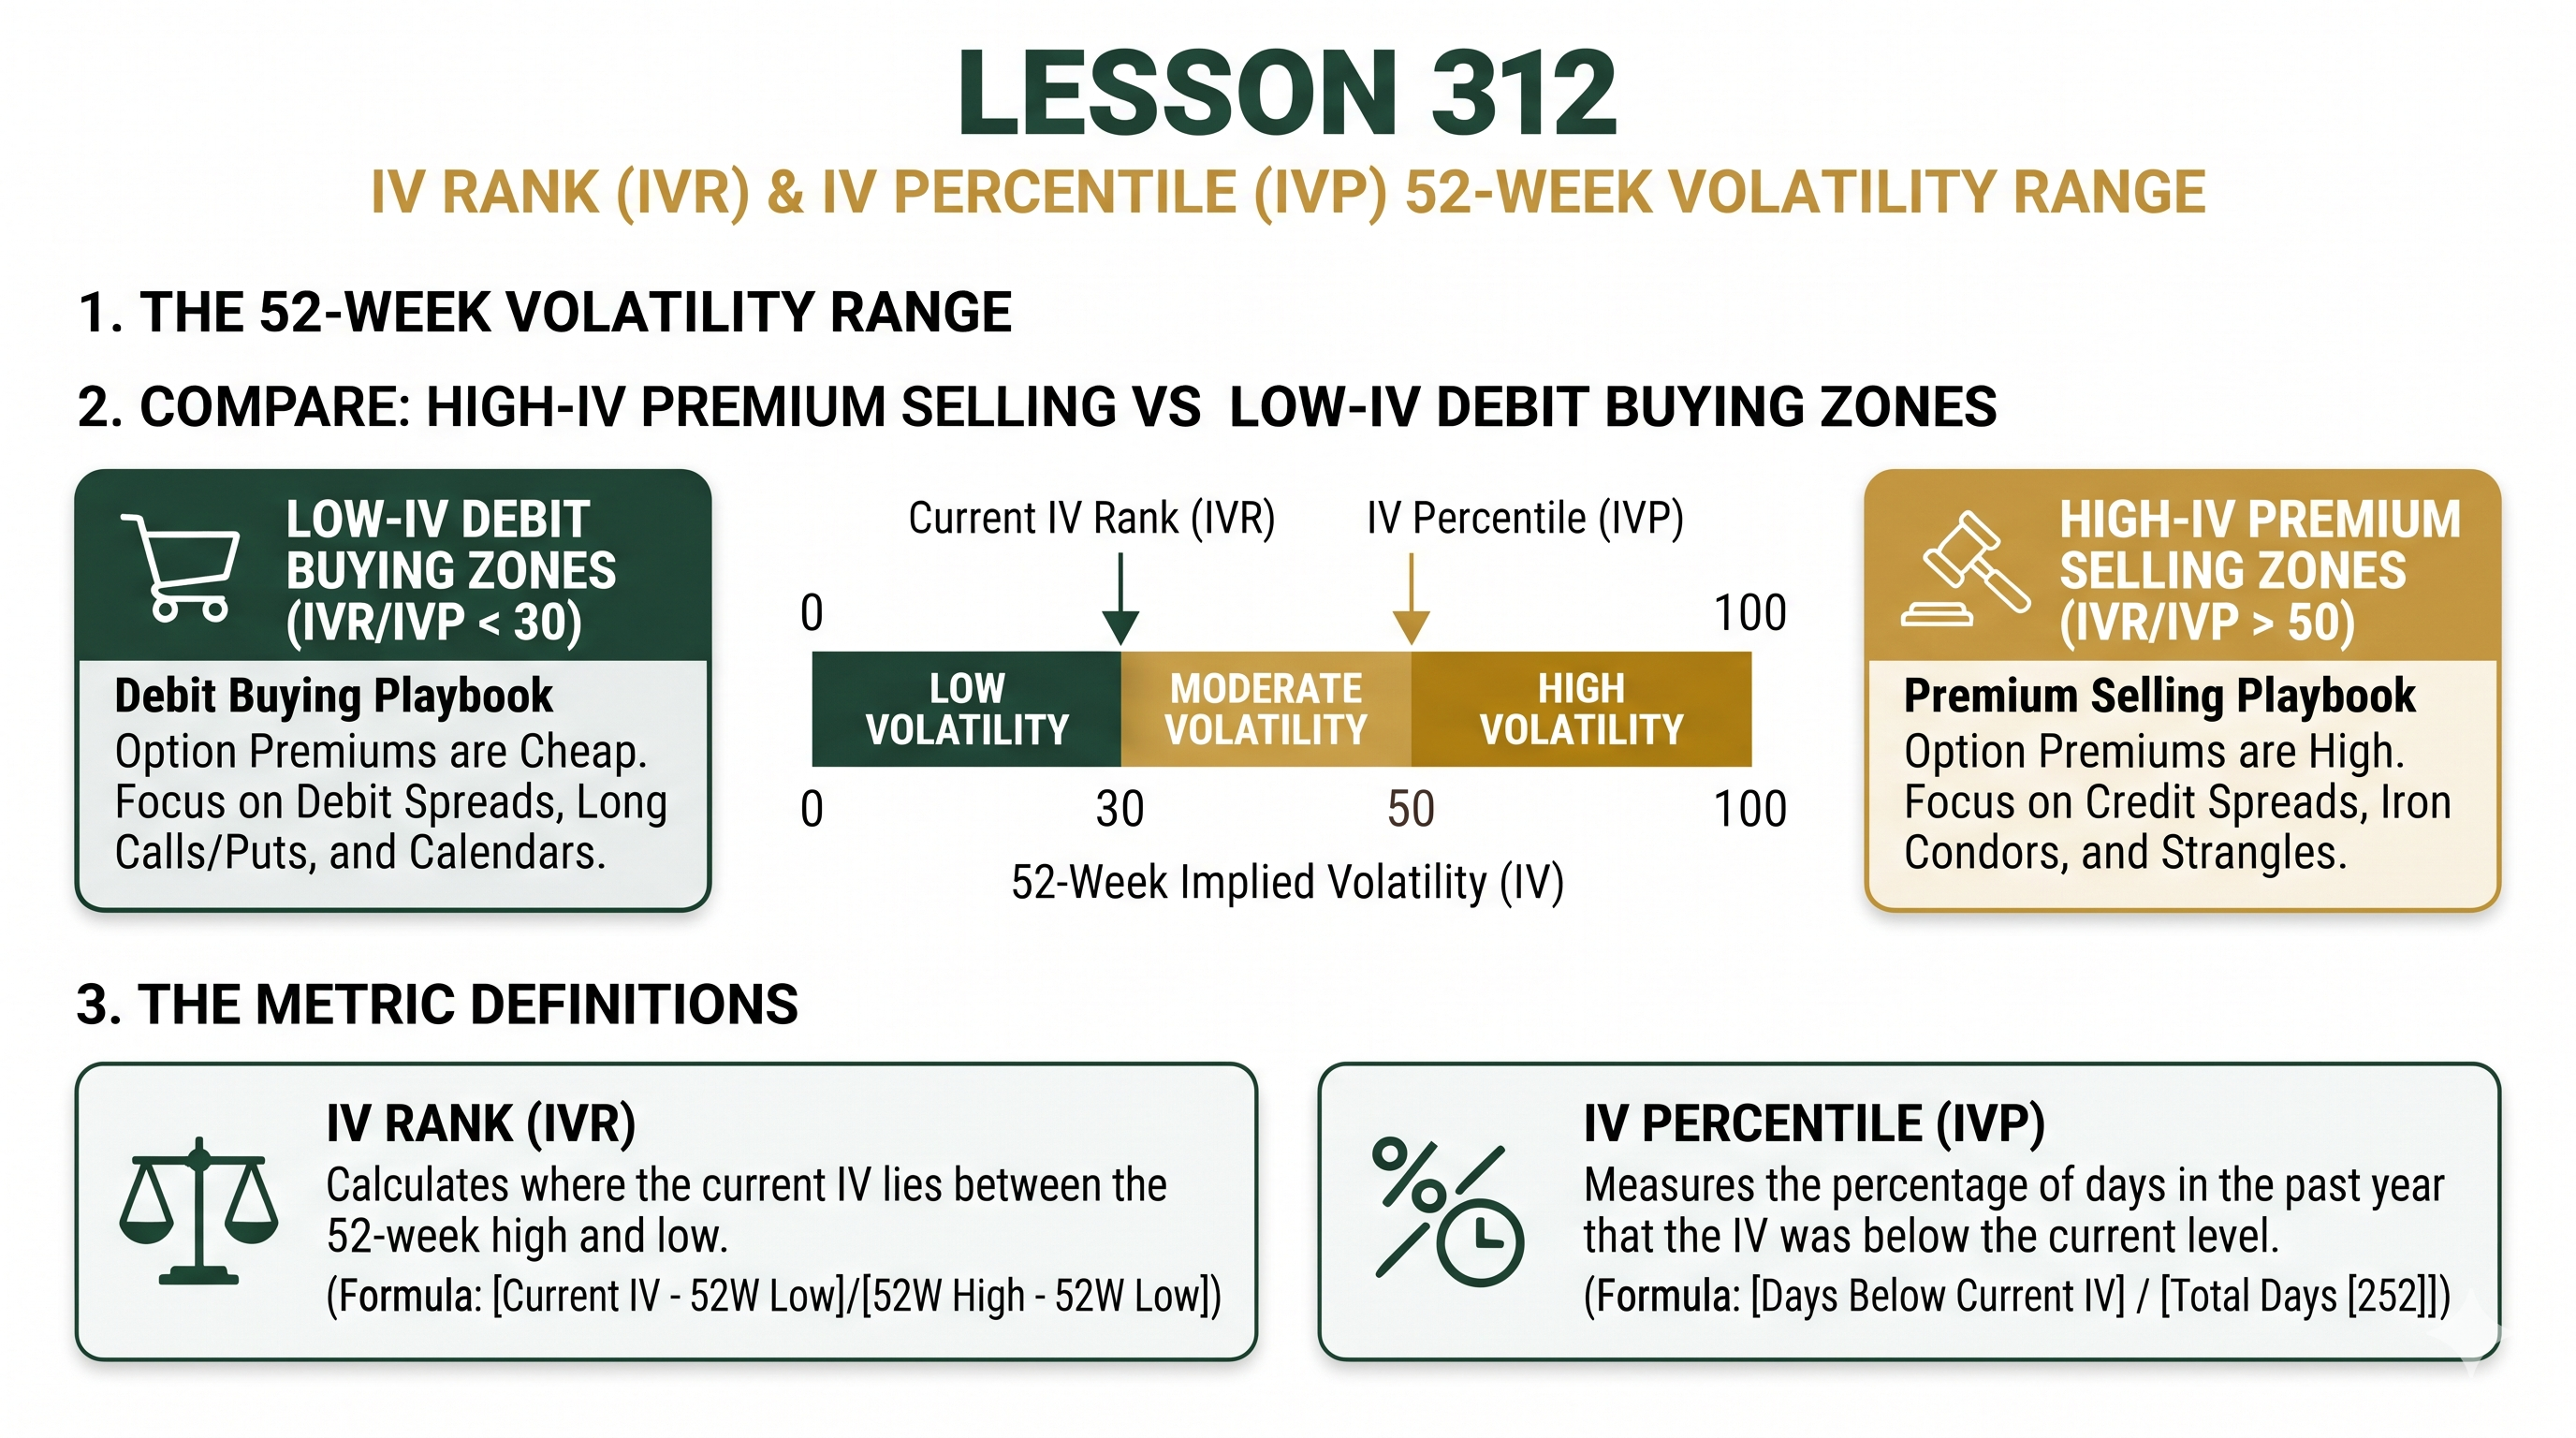 LESSON 312
IV RANK (IVR) & IV PERCENTILE (IVP) 52-WEEK VOLATILITY RANGE
1. THE 52-WEEK VOLATILITY RANGE
2. COMPARE: HIGH-IV PREMIUM SELLING VS LOW-IV DEBIT BUYING ZONES
LOW-IV DEBIT
BUYING ZONES
(IVR/IVP < 30)
Debit Buying Playbook
Option Premiums are Cheap.
Focus on Debit Spreads, Long
Calls/Puts, and Calendars.
Current IV Rank (IVR)
IV Percentile (IVP)
0
100
LOW
VOLATILITY
MODERATE
VOLATILITY
HIGH
VOLATILITY
0
30
50
100
52-Week Implied Volatility (IV)
HIGH-IV PREMIUM
SELLING ZONES
(IVR/IVP > 50)
Premium Selling Playbook
Option Premiums are High.
Focus on Credit Spreads, Iron
Condors, and Strangles.
3. THE METRIC DEFINITIONS
IV RANK (IVR)
Calculates where the current IV lies between the
52-week high and low.
(Formula: [Current IV - 52W Low]/[52W High - 52W Low])
IV PERCENTILE (IVP)
Measures the percentage of days in the past year
that the IV was below the current level.
(Formula: [Days Below Current IV] / [Total Days [252]])